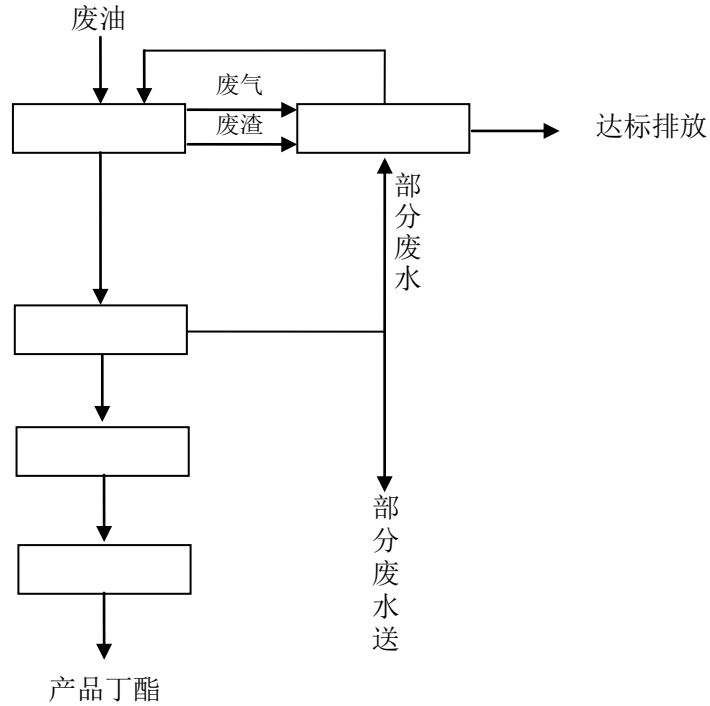 废油
废气
废渣
达标排放
部分废水
部分废水送
产品丁酯